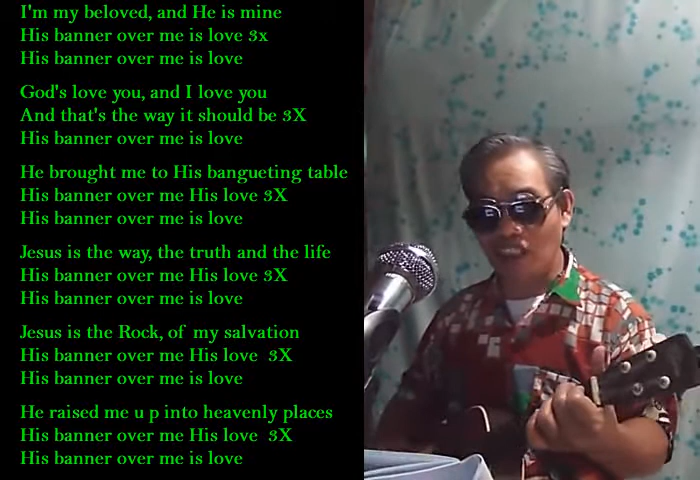 I'm my beloved, and He is mine
His banner over me is love 3x
His banner over me is love
God's love you, and I love you
And that's the way it should be 3X
His banner over me is love
He brought me to His bangueting table
His banner over me His love 3X
His banner over me is love
Jesus is the way, the truth and the life
His banner over me His love 3X
His banner over me is love
Jesus is the Rock, of my salvation
His banner over me His love 3X
His banner over me is love
He raised me u p into heavenly places
His banner over me His love 3X
His banner over me is love